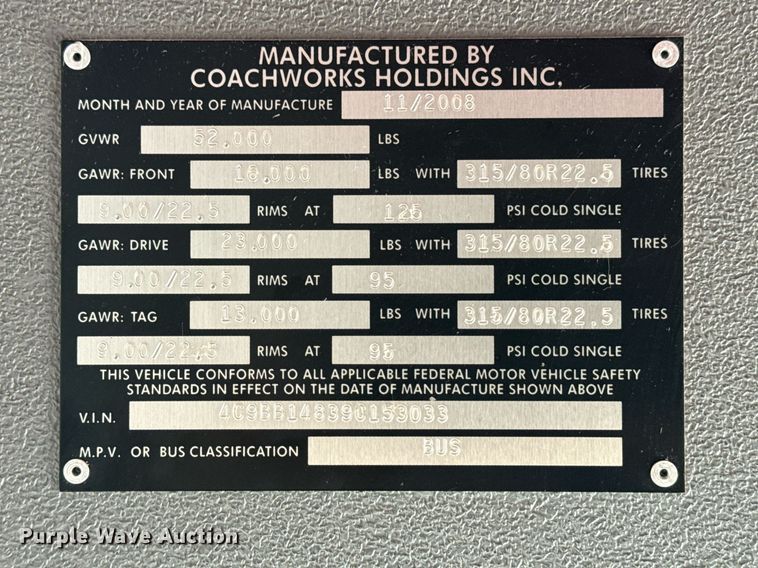 MANUFACTURED BY
COACHWORKS HOLDINGS INC.
MONTH AND YEAR OF MANUFACTURE 11/2008
GVWR 52,000 LBS
GAWR: FRONT 16,000 LBS WITH 315/80R22.5 TIRES
9.00/22.5 RIMS AT 125 PSI COLD SINGLE
GAWR: DRIVE 23,000 LBS WITH 315/80R22.5 TIRES
9.00/22.5 RIMS AT 95 PSI COLD SINGLE
GAWR: TAG 13,000 LBS WITH 315/80R22.5 TIRES
9.00/22.5 RIMS AT 95 PSI COLD SINGLE
THIS VEHICLE CONFORMS TO ALL APPLICABLE FEDERAL MOTOR VEHICLE SAFETY
STANDARDS IN EFFECT ON THE DATE OF MANUFACTURE SHOWN ABOVE
V.I.N. 4C9BB14839C153033
M.P.V. OR BUS CLASSIFICATION BUS
Purple Wave Auction